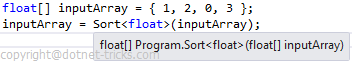 float[] inputArray = { 1, 2, 0, 3 };
inputArray = Sort<float>(inputArray);
float[] Program.Sort<float>(float[] inputArray)
copyright@dotnet-tricks.com